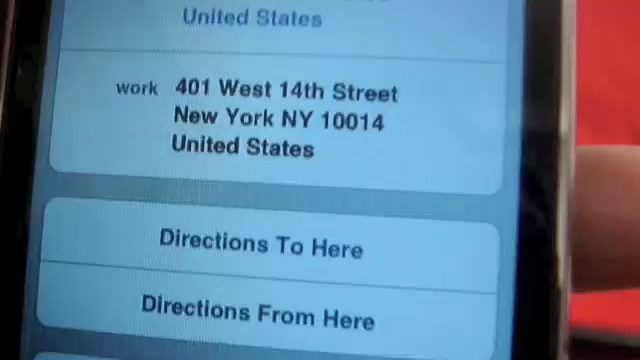 United States
work 401 West 14th Street
New York NY 10014
United States
Directions To Here
Directions From Here